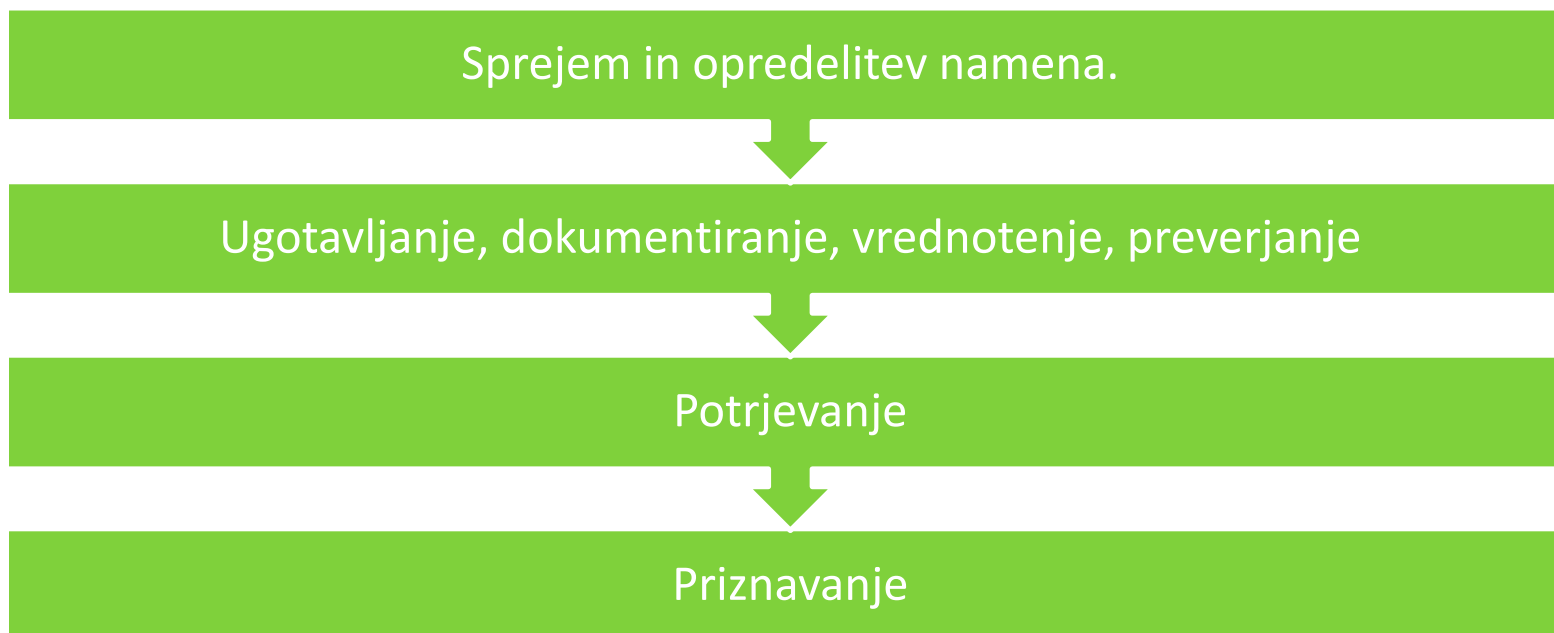 Sprejem in opredelitev namena.
Ugotavljanje, dokumentiranje, vrednotenje, preverjanje
Potrjevanje
Priznavanje